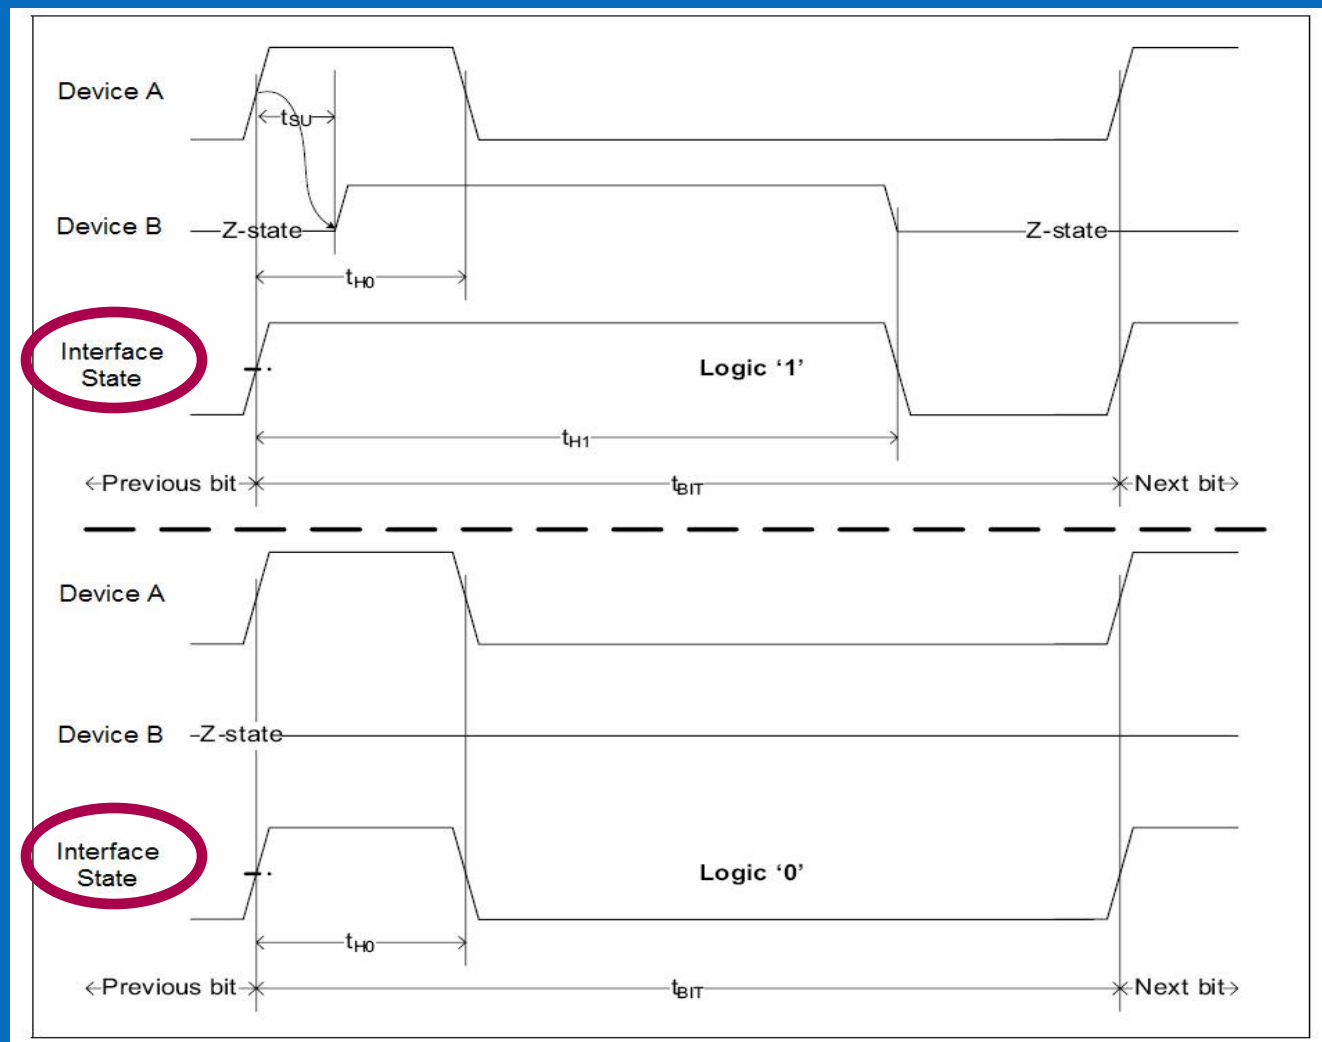 Device A
tSU
Device B
Z-state
Z-state
tH0
Interface
State
Logic ‘1’
tH1
Previous bit
tBIT
Next bit
Device A
Device B
Z-state
Interface
State
Logic ‘0’
tH0
Previous bit
tBIT
Next bit